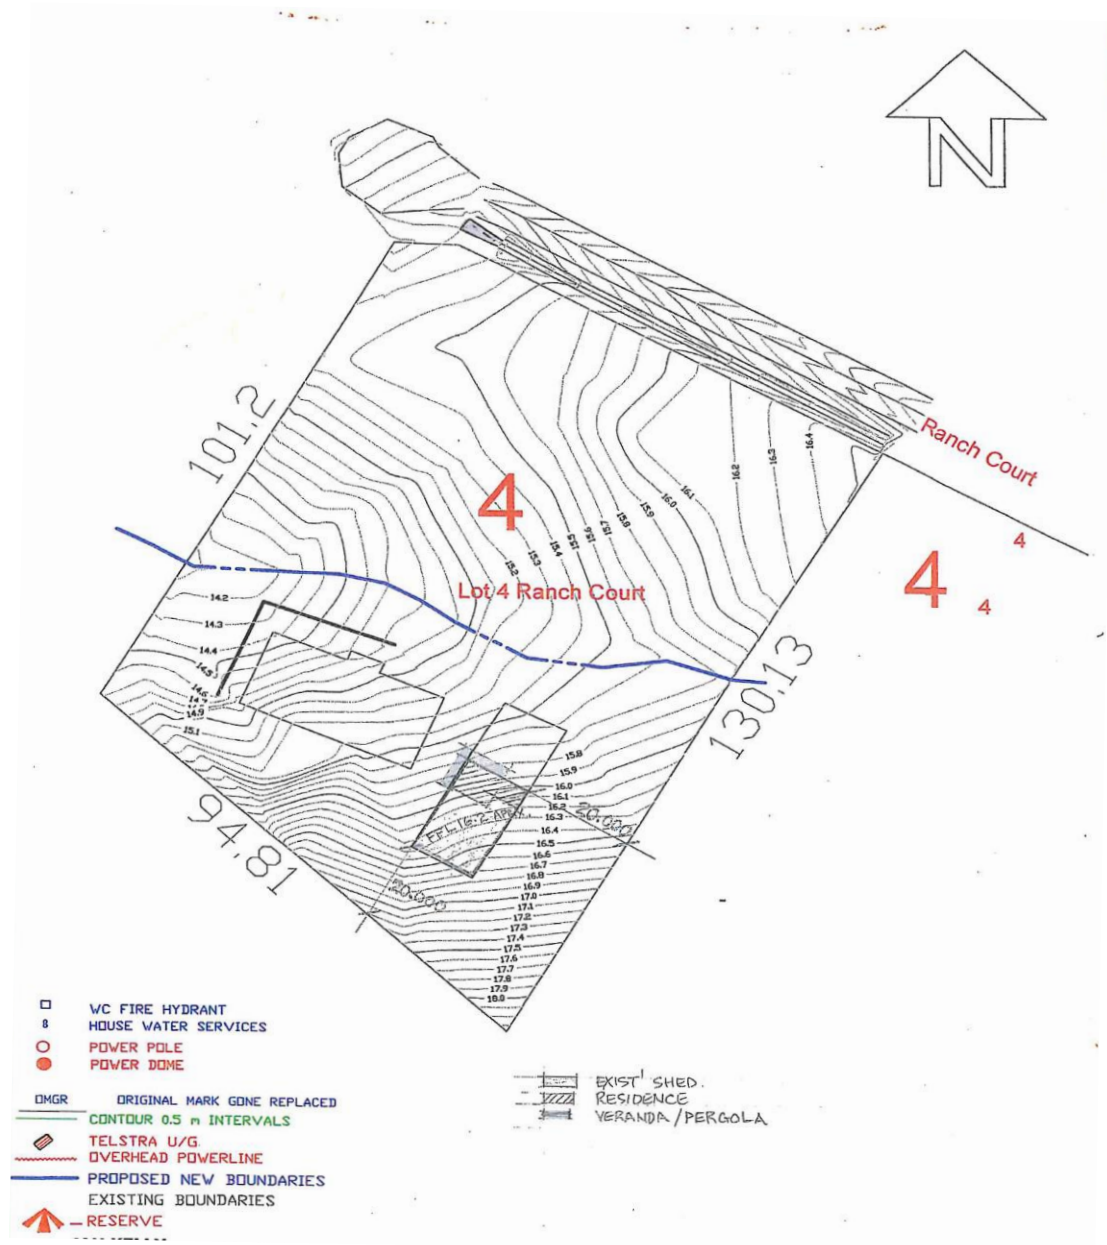 N
Ranch Court
101.2
16.4
16.3
16.2
16.1
16.0
15.9
15.8
15.7
15.6
15.5
15.4
15.3
15.2
4
4
4
4
Lot 4 Ranch Court
14.2
14.3
14.4
14.5
14.6
14.9
15.1
130.13
94.81
15.8
15.9
16.0
16.1
16.2
16.3
16.4
16.5
16.6
16.7
16.8
16.9
17.0
17.1
17.2
17.3
17.4
17.5
17.6
17.7
17.8
17.9
18.0
20.000
FFL 16.2
20.000
WC FIRE HYDRANT
8 HOUSE WATER SERVICES
POWER POLE
POWER DOME
OMGR ORIGINAL MARK GONE REPLACED
CONTOUR 0.5 m INTERVALS
TELSTRA U/G
OVERHEAD POWERLINE
PROPOSED NEW BOUNDARIES
EXISTING BOUNDARIES
RESERVE
EXIST' SHED.
RESIDENCE
VERANDA/PERGOLA